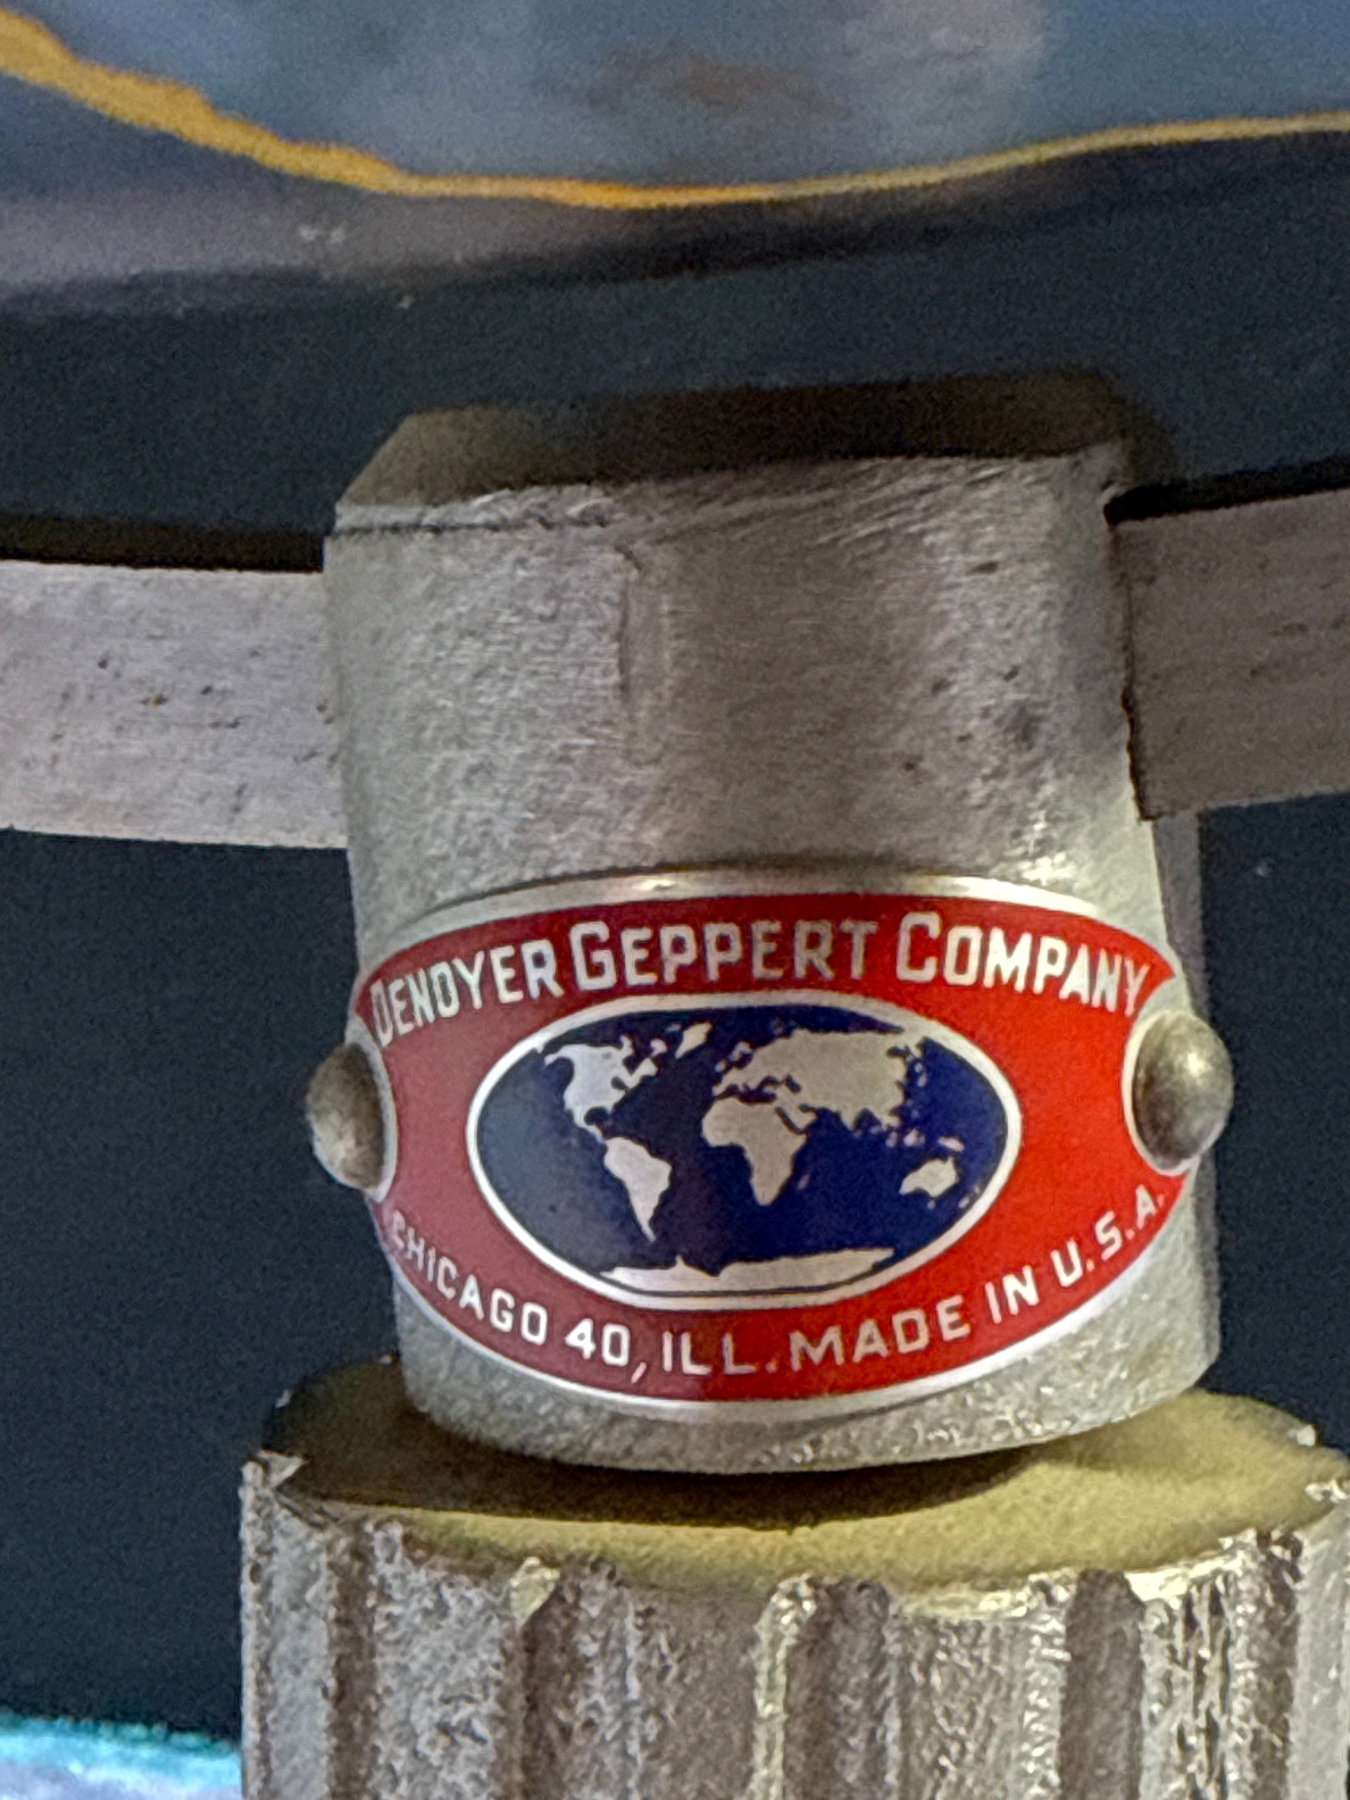 DENOYER GEPPERT COMPANY
CHICAGO 40, ILL. MADE IN U.S.A.